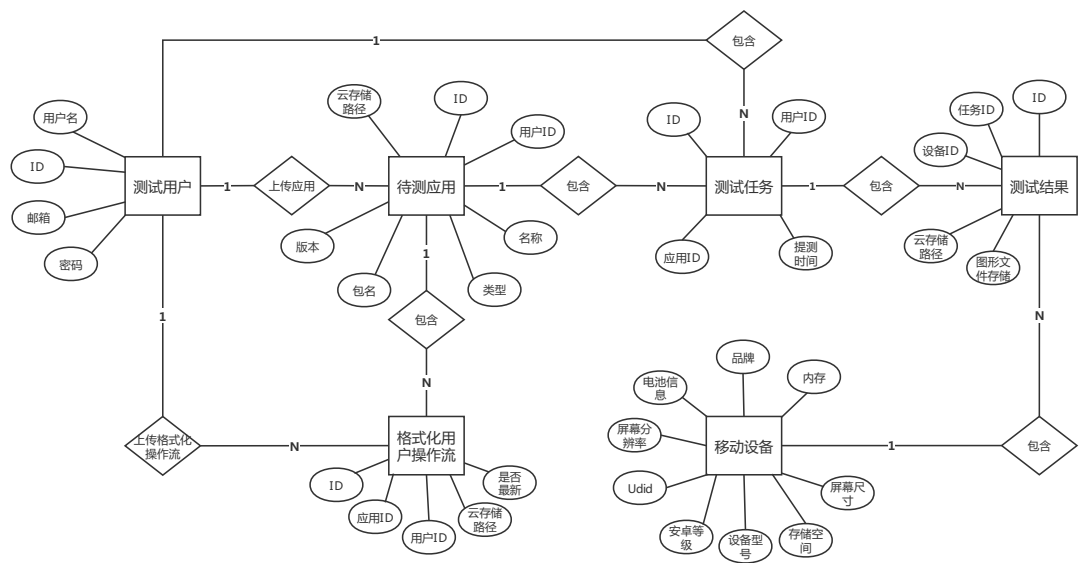 1
包含
N
云存储
路径
ID
用户ID
用户名
ID
邮箱
密码
测试用户
1
上传应用
N
待测应用
版本
包名
类型
名称
1
包含
N
ID
用户ID
测试任务
应用ID
提测
时间
1
包含
N
任务ID
ID
设备ID
测试结果
云存储
路径
图形文
件存储
1
包含
N
1
上传格式化
操作流
N
格式化用
户操作流
ID
应用ID
用户ID
云存储
路径
是否
最新
N
包含
1
移动设备
品牌
电池信
息
内存
屏幕分
辨率
Udid
安卓等
级
设备型
号
存储空
间
屏幕尺
寸